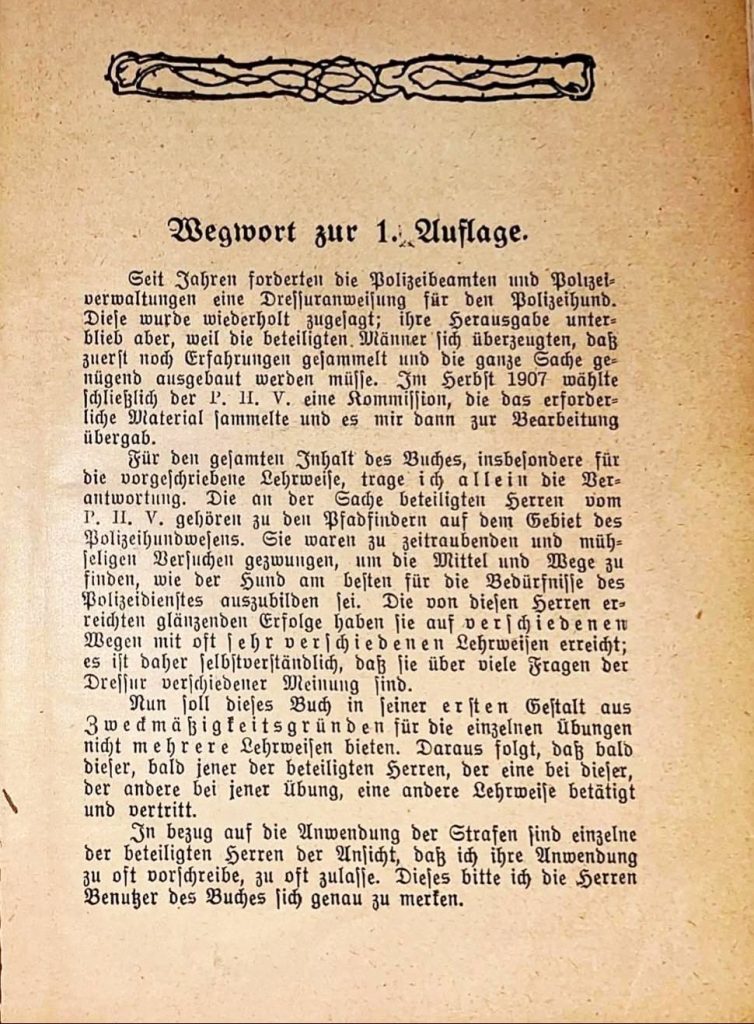 Wegwort zur 1. Auflage.
Seit Jahren forderten die Polizeibeamten und Polizei-
verwaltungen eine Dressuranweisung für den Polizeihund.
Diese wurde wiederholt zugesagt; ihre Herausgabe unter-
blieb aber, weil die beteiligten Männer sich überzeugten, daß
zuerst noch Erfahrungen gesammelt und die ganze Sache ge-
nügend ausgebaut werden müsse. Im Herbst 1907 wählte
schließlich der P. H. V. eine Kommission, die das erforder-
liche Material sammelte und es mir dann zur Bearbeitung
übergab.
Für den gesamten Inhalt des Buches, insbesondere für
die vorgeschriebene Lehrweise, trage ich allein die Ver-
antwortung. Die an der Sache beteiligten Herren vom
P. H. V. gehören zu den Pfadfindern auf dem Gebiet des
Polizeihundwesens. Sie waren zu zeitraubenden und müh-
seligen Versuchen gezwungen, um die Mittel und Wege zu
finden, wie der Hund am besten für die Bedürfnisse des
Polizeidienstes auszubilden sei. Die von diesen Herren er-
reichten glänzenden Erfolge haben sie auf verschiedenen
Wegen mit oft sehr verschiedenen Lehrweisen erreicht;
es ist daher selbstverständlich, daß sie über viele Fragen der
Dressur verschiedener Meinung sind.
Nun soll dieses Buch in seiner ersten Gestalt aus
Zweckmäßigkeitsgründen für die einzelnen Übungen
nicht mehrere Lehrweisen bieten. Daraus folgt, daß bald
dieser, bald jener der beteiligten Herren, der eine bei dieser,
der andere bei jener Übung, eine andere Lehrweise betätigt
und vertritt.
In bezug auf die Anwendung der Strafen sind einzelne
der beteiligten Herren der Ansicht, daß ich ihre Anwendung
zu oft vorschreibe, zu oft zulasse. Dieses bitte ich die Herren
Benutzer des Buches sich genau zu merken.